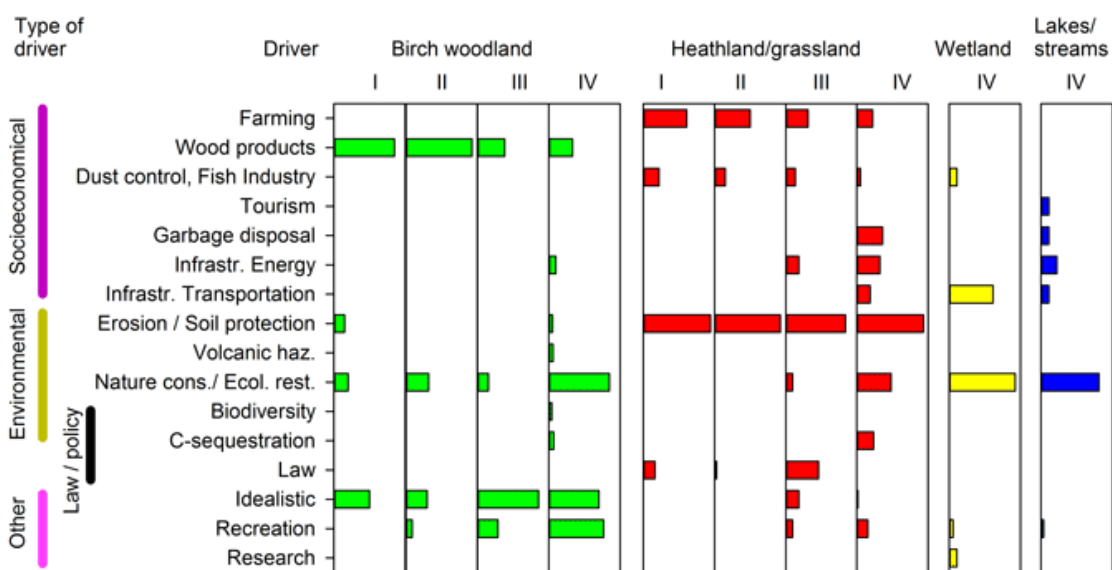 Type of driver
Driver
Birch woodland
Heathland/grassland
Wetland
Lakes/ streams
I II III IV I II III IV IV IV
Socioeconomical
Farming
Wood products
Dust control, Fish Industry
Tourism
Garbage disposal
Infrastr. Energy
Infrastr. Transportation
Environmental
Erosion / Soil protection
Volcanic haz.
Nature cons./ Ecol. rest.
Law / policy
Biodiversity
C-sequestration
Law
Other
Idealistic
Recreation
Research